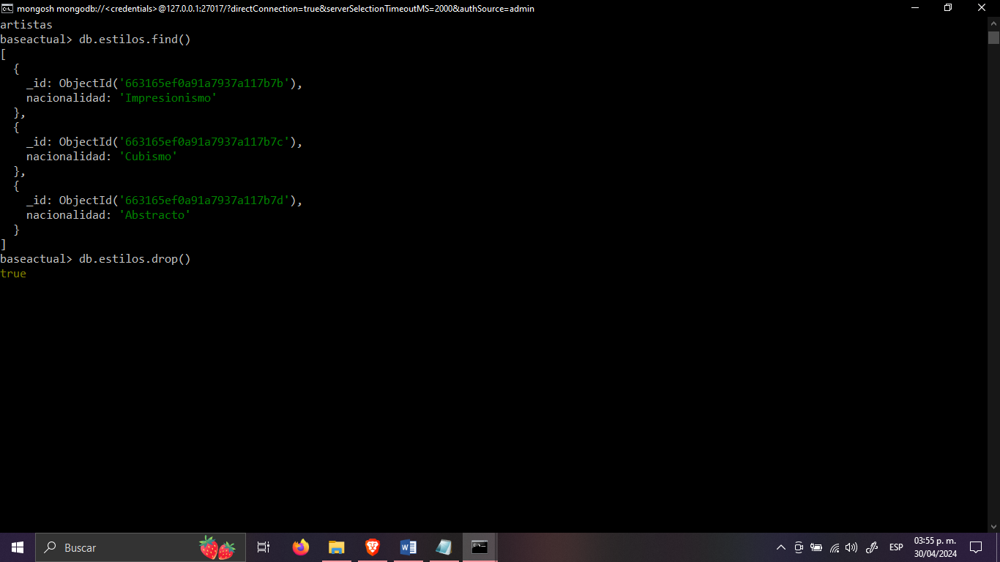 mongosh mongodb://<credentials>@127.0.0.1:27017/?directConnection=true&serverSelectionTimeoutMS=2000&authSource=admin
artistas
baseactual> db.estilos.find()
[
  {
    _id: ObjectId('663165ef0a91a7937a117b7b'),
    nacionalidad: 'Impresionismo'
  },
  {
    _id: ObjectId('663165ef0a91a7937a117b7c'),
    nacionalidad: 'Cubismo'
  },
  {
    _id: ObjectId('663165ef0a91a7937a117b7d'),
    nacionalidad: 'Abstracto'
  }
]
baseactual> db.estilos.drop()
true
Buscar
ESP
03:55 p. m.
30/04/2024